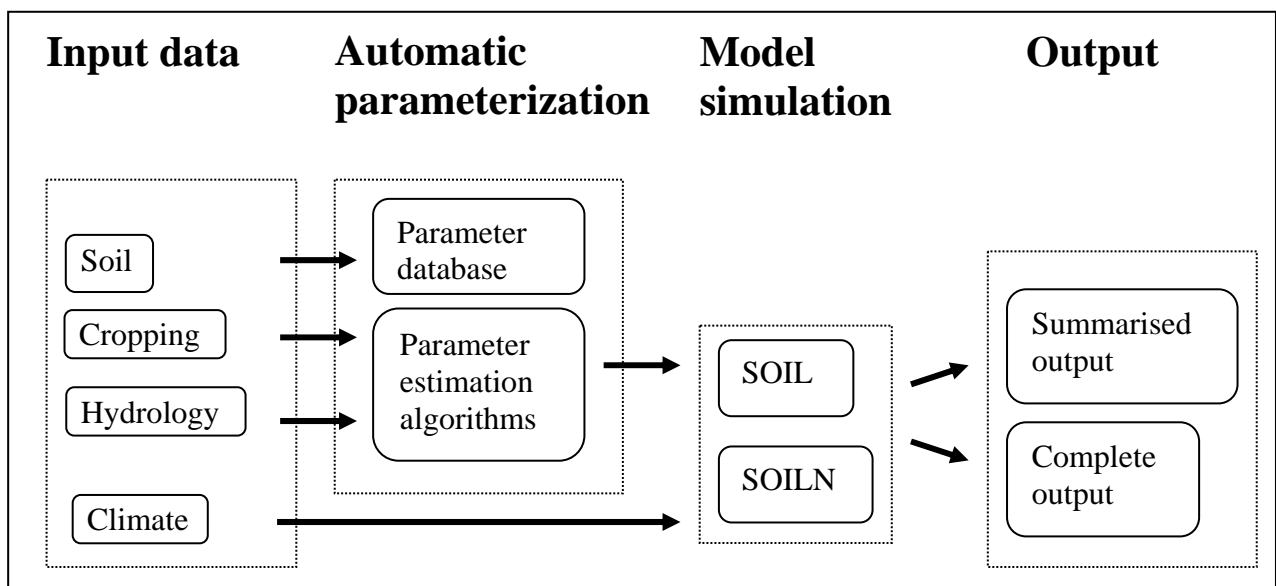 Input data
Automatic
parameterization
Model
simulation
Output
Soil
Cropping
Hydrology
Climate
Parameter
database
Parameter
estimation
algorithms
SOIL
SOILN
Summarised
output
Complete
output